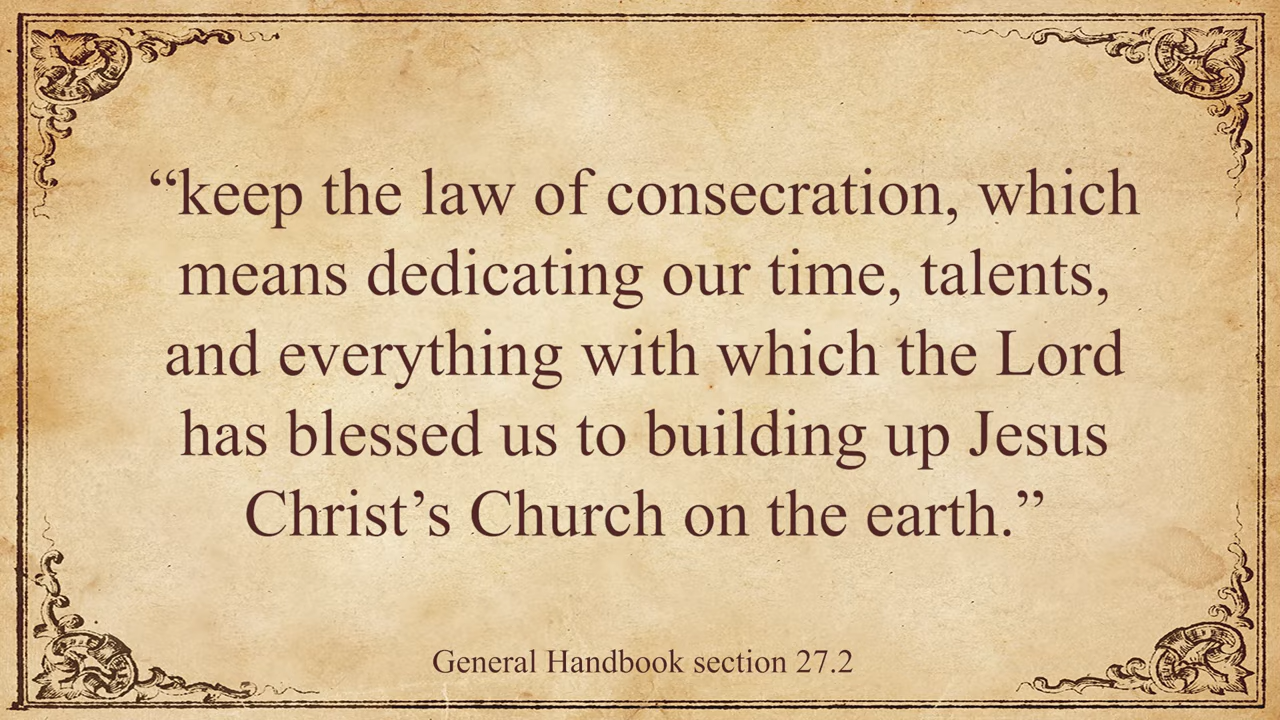 “keep the law of consecration, which
means dedicating our time, talents,
and everything with which the Lord
has blessed us to building up Jesus
Christ’s Church on the earth.”
General Handbook section 27.2